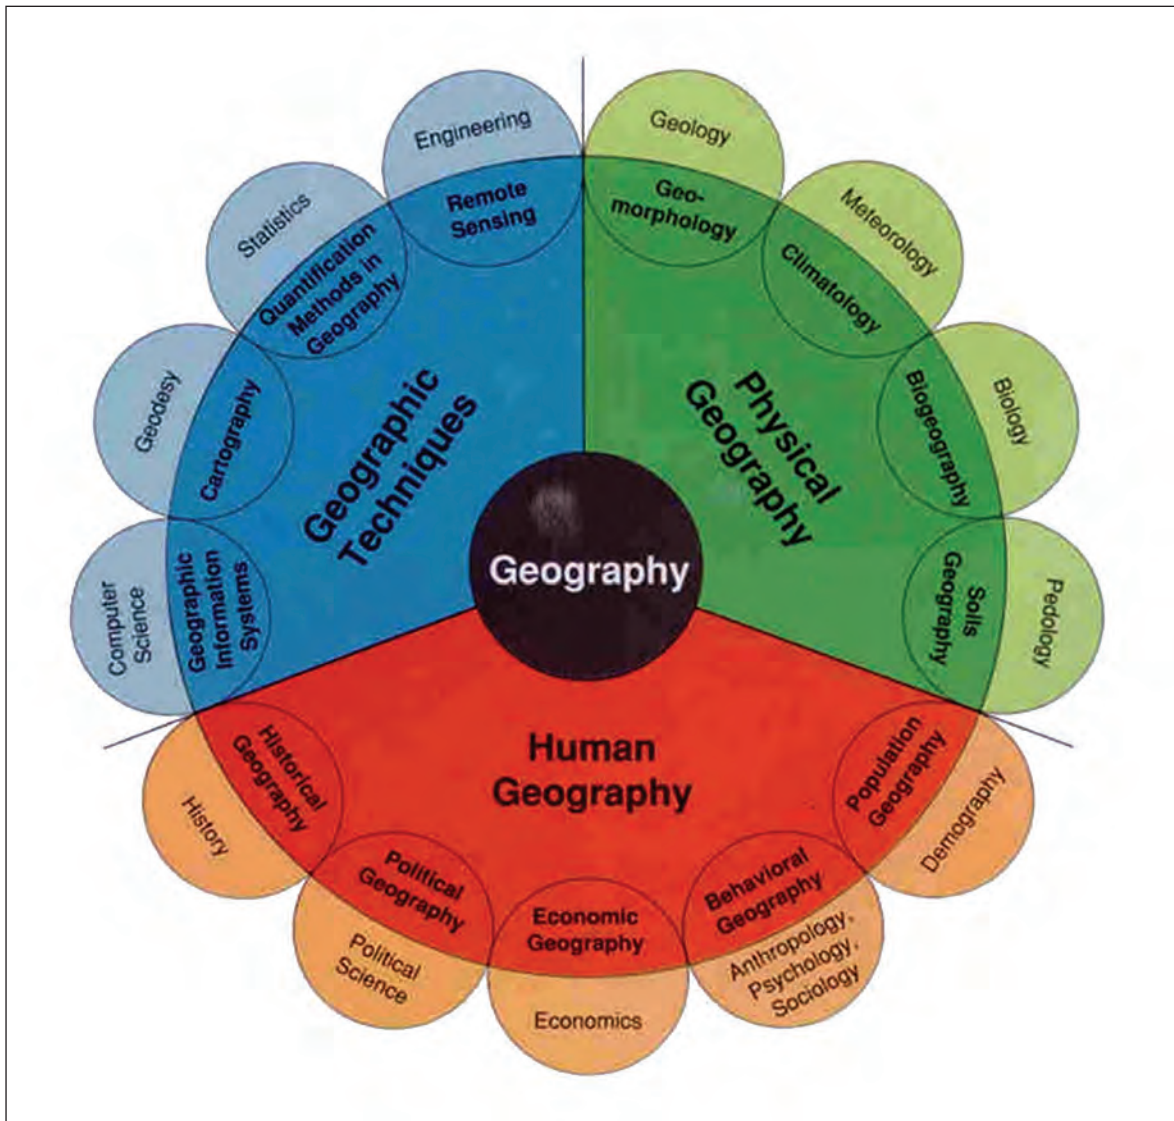 Engineering
Remote
Sensing
Statistics
Quantification
Methods in
Geography
Geodesy
Cartography
Computer
Science
Geographic
Information
Systems
Geographic
Techniques
Geology
Geo-
morphology
Meteorology
Climatology
Biology
Biogeography
Pedology
Soils
Geography
Physical
Geography
Geography
Human
Geography
Historical
Geography
History
Political
Geography
Political
Science
Economic
Geography
Economics
Behavioral
Geography
Anthropology,
Psychology,
Sociology
Population
Geography
Demography